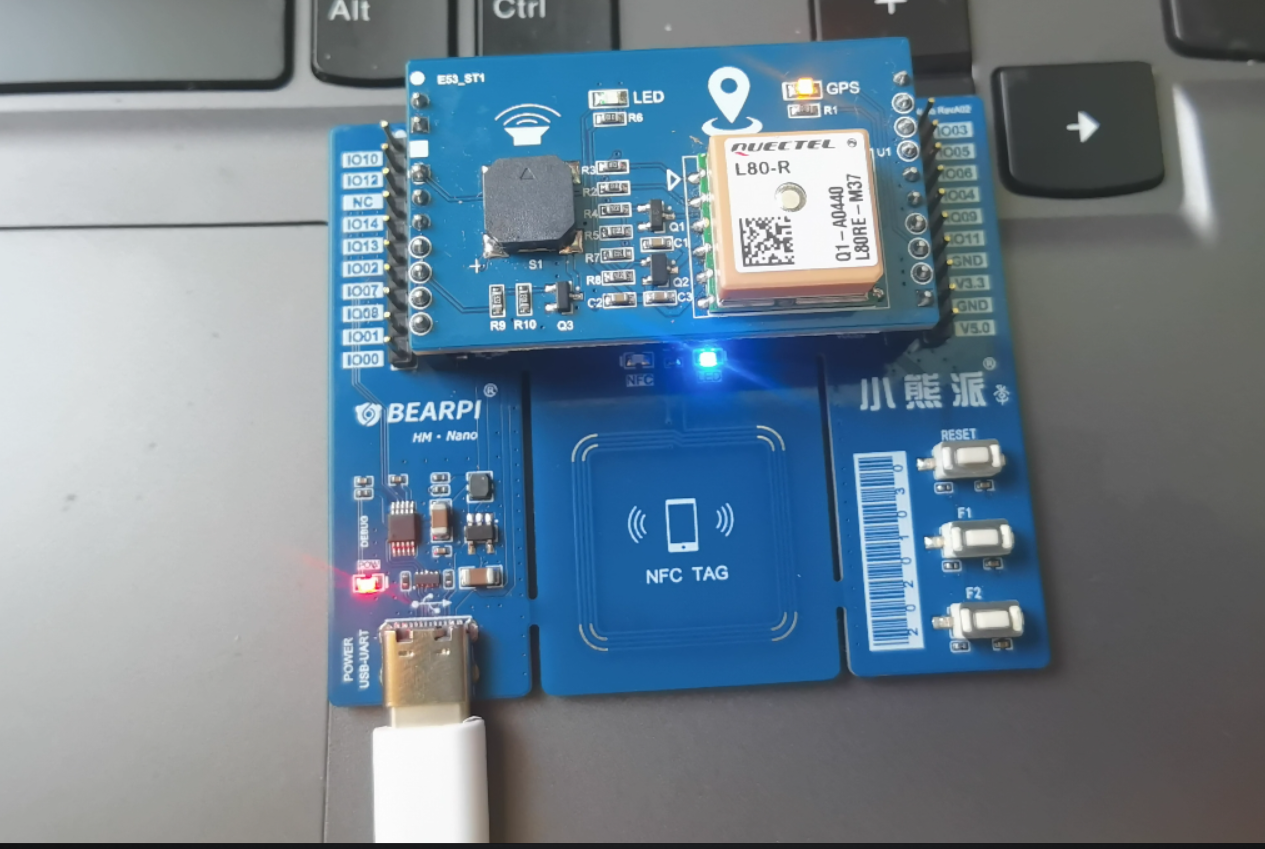 Alt
Ctrl
E53_ST1
LED
R6
GPS
R1
U1
QUECTEL
L80-R
Q1-A0440
L80RE-M37
R3
R2
R4
R5
R7
R8
C2
Q1
C1
Q2
C3
S1
R9
R10
Q3
IO10
IO12
NC
IO14
IO13
IO02
IO07
IO08
IO01
IO00
RevA02
IO03
IO05
IO06
IO04
IO09
IO11
GND
V3.3
GND
V5.0
NFC
LED
BEARPI®
HM · Nano
小熊派®
DEBUG
POW
POWER
USB-UART
NFC TAG
RESET
F1
F2